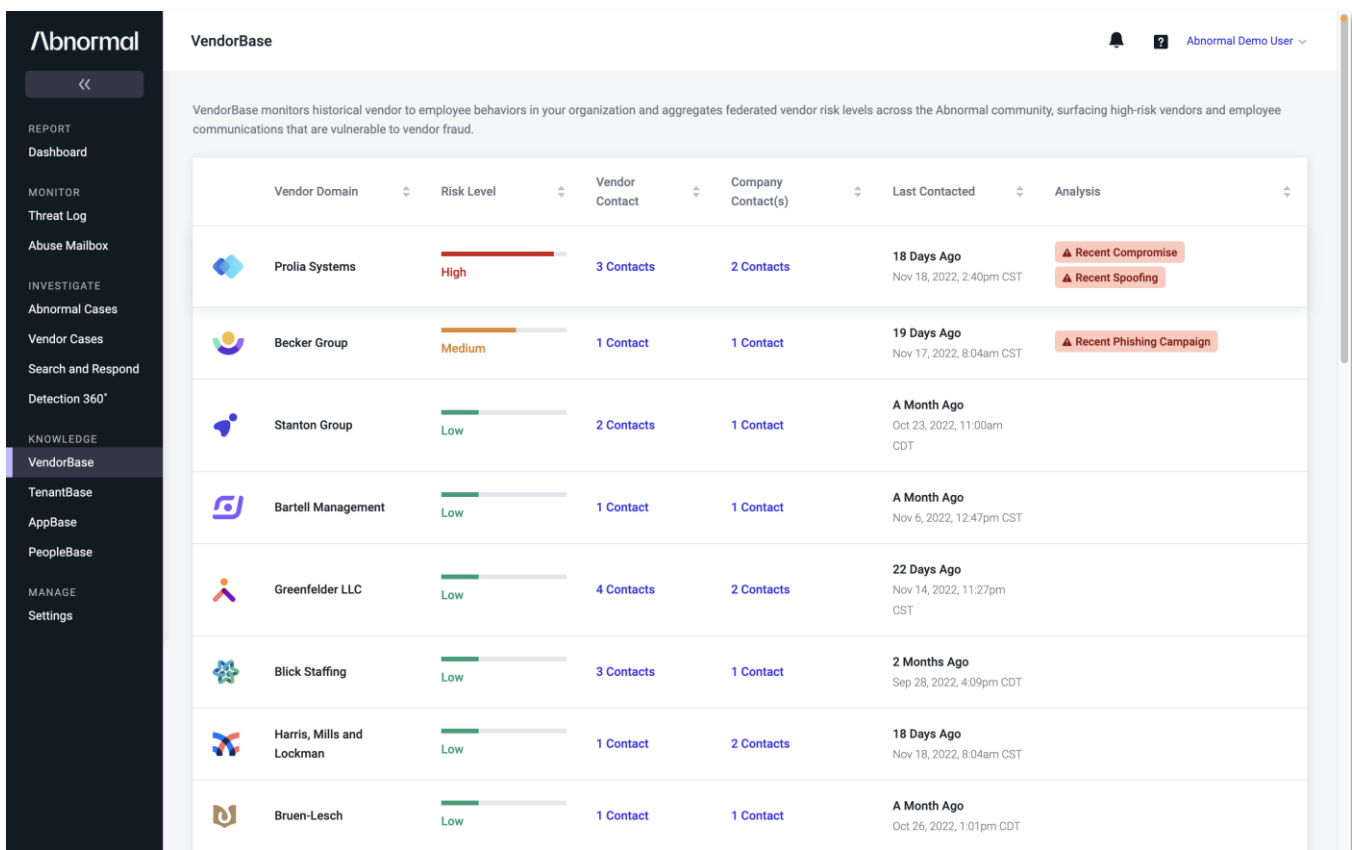 Abnormal
VendorBase
?
Abnormal Demo User
REPORT
Dashboard
MONITOR
Threat Log
Abuse Mailbox
INVESTIGATE
Abnormal Cases
Vendor Cases
Search and Respond
Detection 360°
KNOWLEDGE
VendorBase
TenantBase
AppBase
PeopleBase
MANAGE
Settings
VendorBase monitors historical vendor to employee behaviors in your organization and aggregates federated vendor risk levels across the Abnormal community, surfacing high-risk vendors and employee
communications that are vulnerable to vendor fraud.
Vendor Domain Risk Level Vendor Contact Company Contact(s) Last Contacted Analysis
Prolia Systems High 3 Contacts 2 Contacts 18 Days Ago
Nov 18, 2022, 2:40pm CST
Recent Compromise
Recent Spoofing
Becker Group Medium 1 Contact 1 Contact 19 Days Ago
Nov 17, 2022, 8:04am CST
Recent Phishing Campaign
Stanton Group Low 2 Contacts 1 Contact A Month Ago
Oct 23, 2022, 11:00am
CDT
Bartell Management Low 1 Contact 1 Contact A Month Ago
Nov 6, 2022, 12:47pm CST
Greenfelder LLC Low 4 Contacts 2 Contacts 22 Days Ago
Nov 14, 2022, 11:27pm
CST
Blick Staffing Low 3 Contacts 1 Contact 2 Months Ago
Sep 28, 2022, 4:09pm CDT
Harris, Mills and
Lockman Low 1 Contact 2 Contacts 18 Days Ago
Nov 18, 2022, 8:04am CST
Bruen-Lesch Low 1 Contact 1 Contact A Month Ago
Oct 26, 2022, 1:01pm CDT